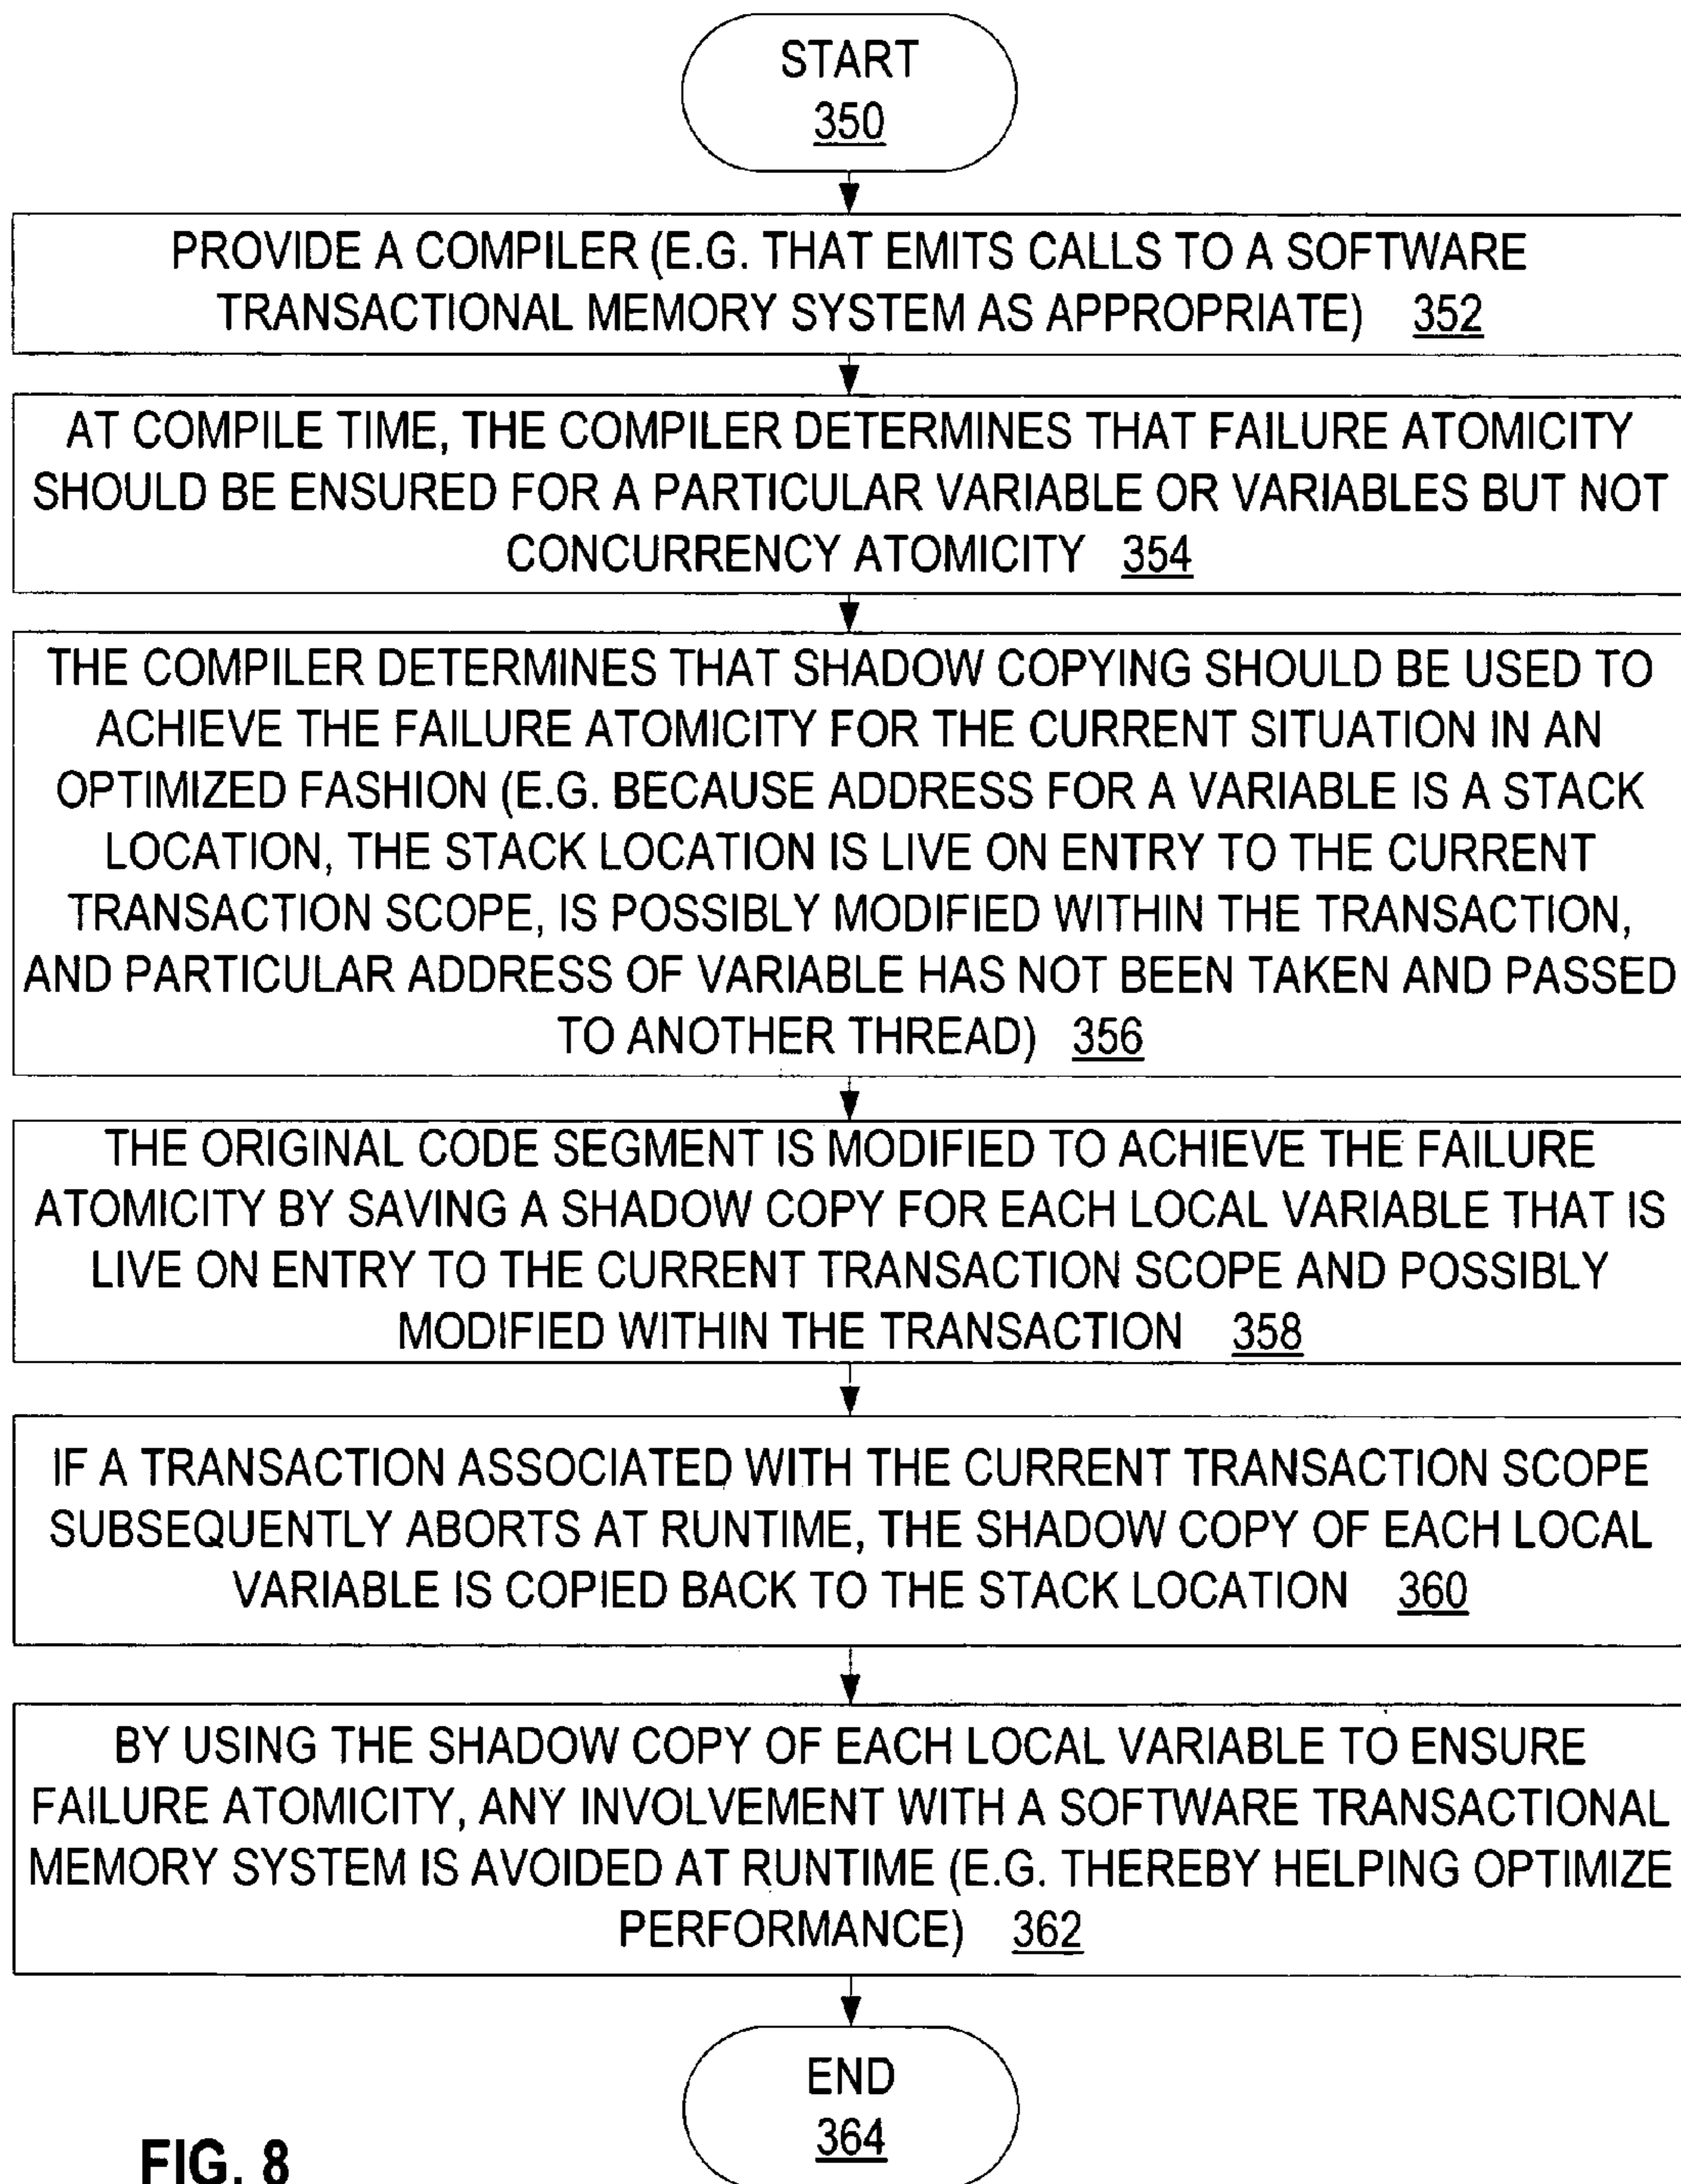 START
350
PROVIDE A COMPILER (E.G. THAT EMITS CALLS TO A SOFTWARE
TRANSACTIONAL MEMORY SYSTEM AS APPROPRIATE) 352
AT COMPILE TIME, THE COMPILER DETERMINES THAT FAILURE ATOMICITY
SHOULD BE ENSURED FOR A PARTICULAR VARIABLE OR VARIABLES BUT NOT
CONCURRENCY ATOMICITY 354
THE COMPILER DETERMINES THAT SHADOW COPYING SHOULD BE USED TO
ACHIEVE THE FAILURE ATOMICITY FOR THE CURRENT SITUATION IN AN
OPTIMIZED FASHION (E.G. BECAUSE ADDRESS FOR A VARIABLE IS A STACK
LOCATION, THE STACK LOCATION IS LIVE ON ENTRY TO THE CURRENT
TRANSACTION SCOPE, IS POSSIBLY MODIFIED WITHIN THE TRANSACTION,
AND PARTICULAR ADDRESS OF VARIABLE HAS NOT BEEN TAKEN AND PASSED
TO ANOTHER THREAD) 356
THE ORIGINAL CODE SEGMENT IS MODIFIED TO ACHIEVE THE FAILURE
ATOMICITY BY SAVING A SHADOW COPY FOR EACH LOCAL VARIABLE THAT IS
LIVE ON ENTRY TO THE CURRENT TRANSACTION SCOPE AND POSSIBLY
MODIFIED WITHIN THE TRANSACTION 358
IF A TRANSACTION ASSOCIATED WITH THE CURRENT TRANSACTION SCOPE
SUBSEQUENTLY ABORTS AT RUNTIME, THE SHADOW COPY OF EACH LOCAL
VARIABLE IS COPIED BACK TO THE STACK LOCATION 360
BY USING THE SHADOW COPY OF EACH LOCAL VARIABLE TO ENSURE
FAILURE ATOMICITY, ANY INVOLVEMENT WITH A SOFTWARE TRANSACTIONAL
MEMORY SYSTEM IS AVOIDED AT RUNTIME (E.G. THEREBY HELPING OPTIMIZE
PERFORMANCE) 362
END
364
FIG. 8